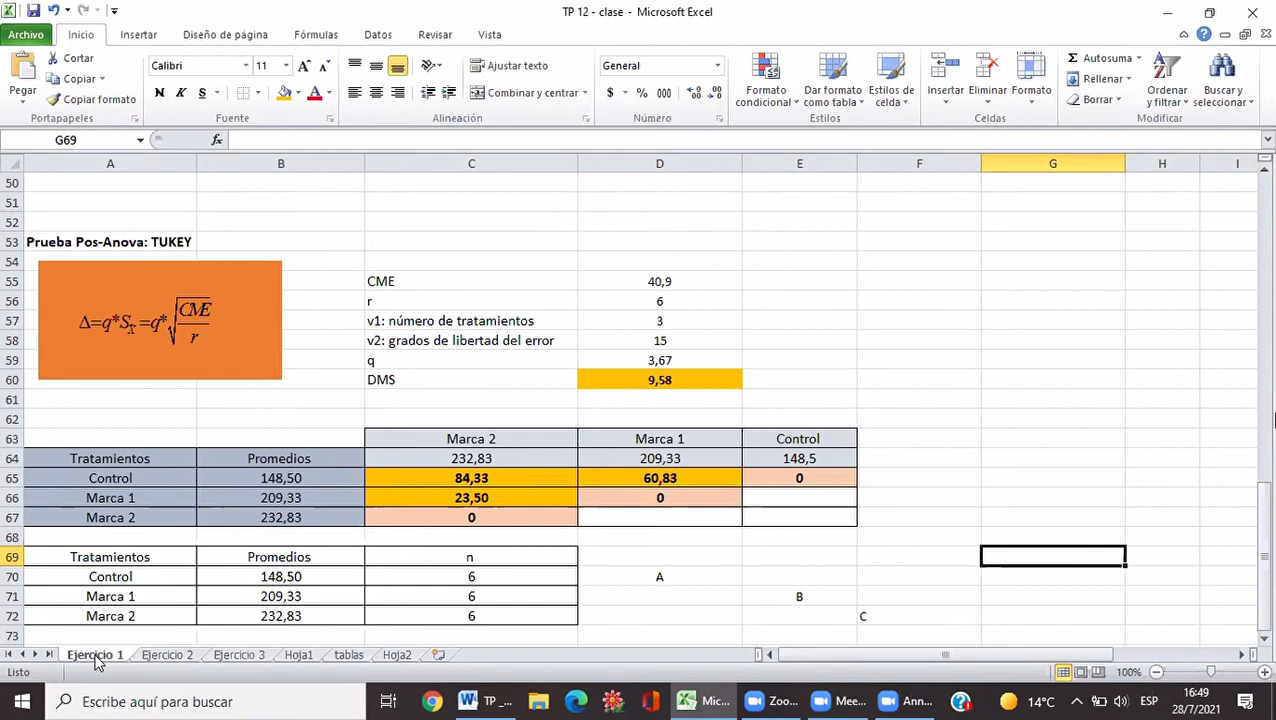 TP 12 - clase - Microsoft Excel
Archivo Inicio Insertar Diseño de página Fórmulas Datos Revisar Vista
Pegar Cortar Copiar Copiar formato
Portapapeles
Calibri 11
N K S
Fuente
Ajustar texto
Combinar y centrar
Alineación
General
$ % 000
Número
Formato condicional Dar formato como tabla Estilos de celda
Estilos
Insertar Eliminar Formato
Celdas
Σ Autosuma Rellenar Borrar
Ordenar y filtrar Buscar y seleccionar
Modificar
G69 fx
A B C D E F G H I
50
51
52
53 Prueba Pos-Anova: TUKEY
54
Δ=q*Sx̄=q*√CME/r
55 CME 40,9
56 r 6
57 v1: número de tratamientos 3
58 v2: grados de libertad del error 15
59 q 3,67
60 DMS 9,58
61
62
63 Marca 2 Marca 1 Control
64 Tratamientos Promedios 232,83 209,33 148,5
65 Control 148,50 84,33 60,83 0
66 Marca 1 209,33 23,50 0
67 Marca 2 232,83 0
68
69 Tratamientos Promedios n
70 Control 148,50 6 A
71 Marca 1 209,33 6 B
72 Marca 2 232,83 6 C
73
Ejercicio 1 Ejercicio 2 Ejercicio 3 Hoja1 tablas Hoja2
Listo 100%
Escribe aquí para buscar TP _... Mic... Zoo... Mee... Ann... 14°C ESP 16:49
28/7/2021